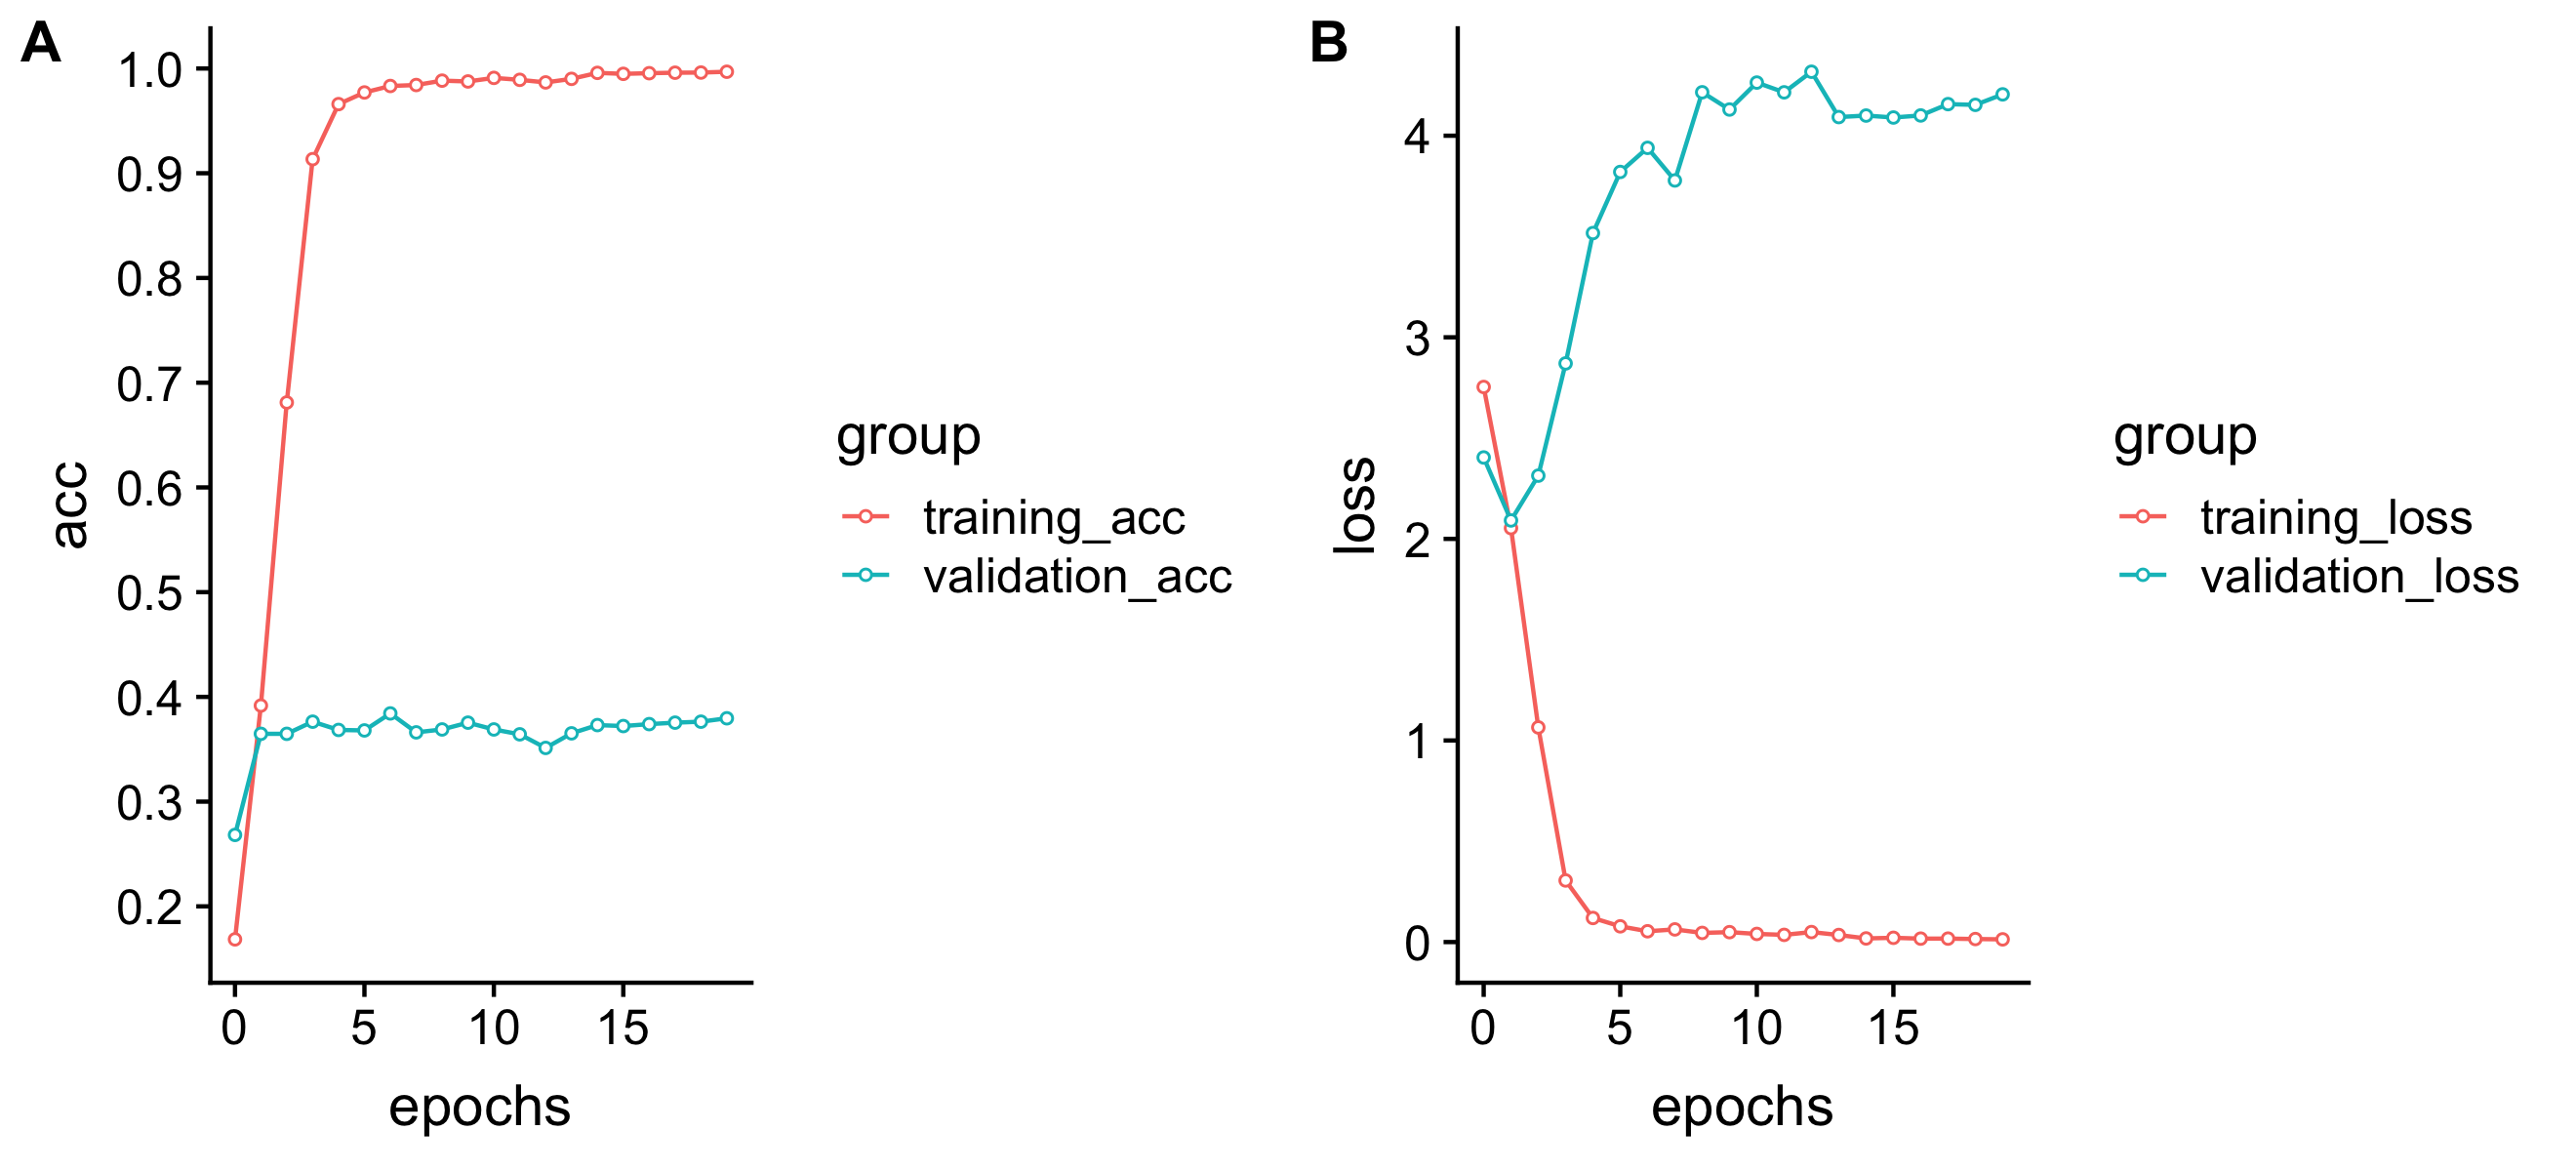 A
1.0
0.9
0.8
0.7
0.6
0.5
0.4
0.3
0.2
acc
0 5 10 15
epochs
group
training_acc
validation_acc
B
4
3
2
1
0
loss
0 5 10 15
epochs
group
training_loss
validation_loss